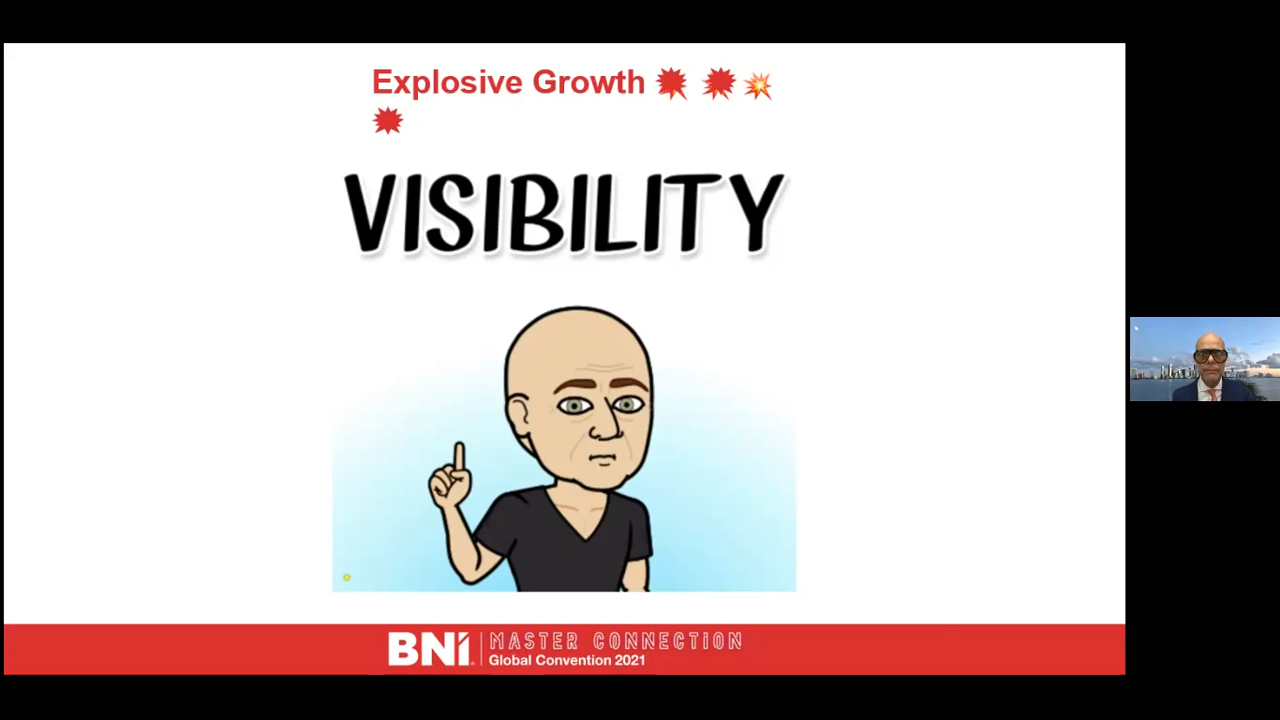 Explosive Growth
VISIBILITY
BNI
MASTER CONNECTION
Global Convention 2021